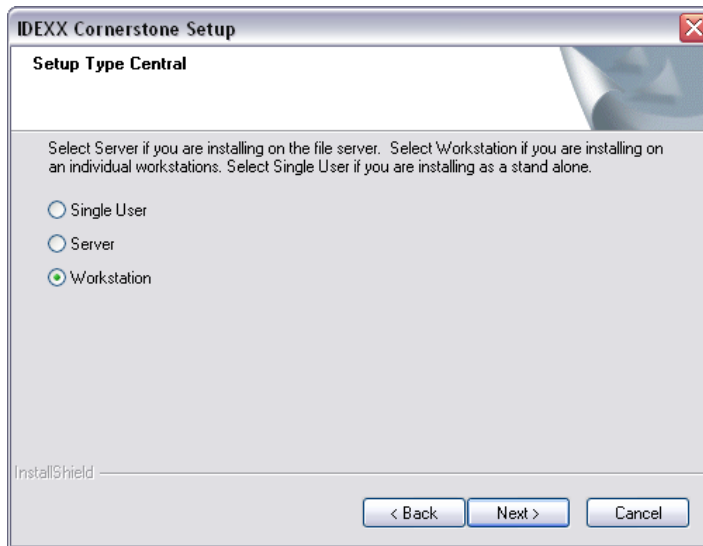 IDEXX Cornerstone Setup
Setup Type Central
Select Server if you are installing on the file server.  Select Workstation if you are installing on
an individual workstations. Select Single User if you are installing as a stand alone.
Single User
Server
Workstation
InstallShield
< Back
Next >
Cancel